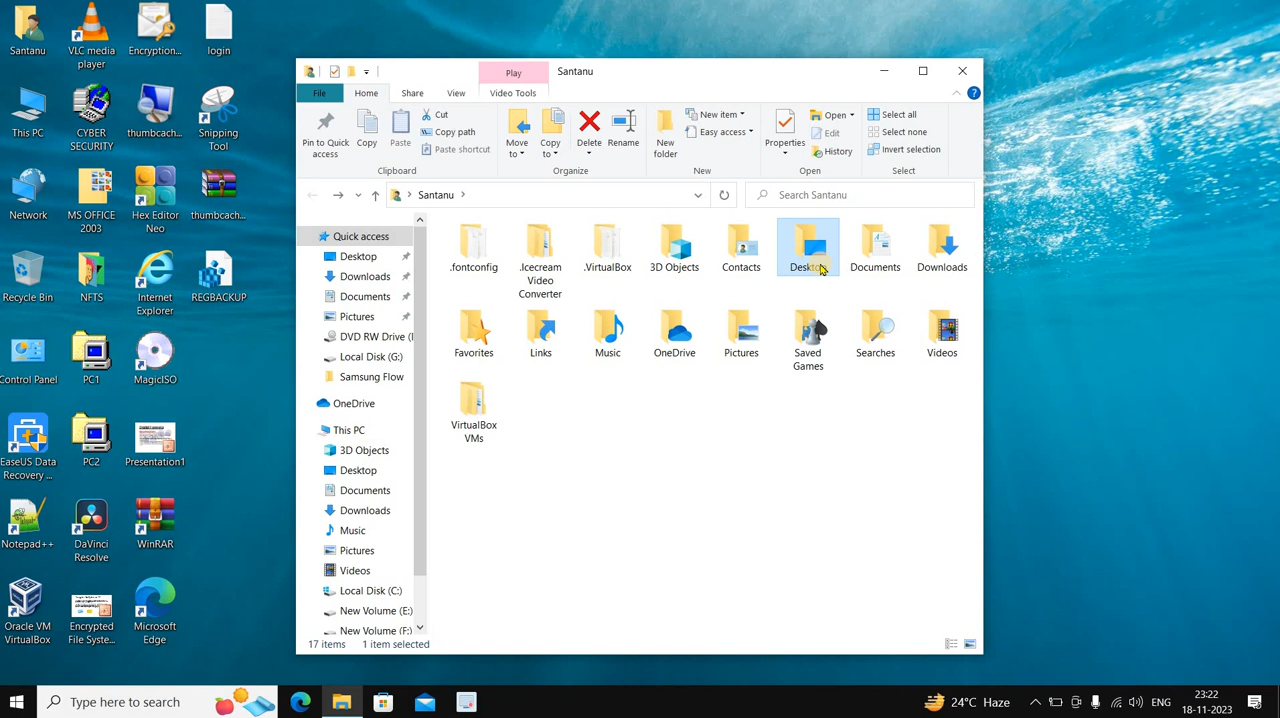 Santanu
VLC media
player
Encryption...
login
This PC
CYBER
SECURITY
thumbcach...
Snipping
Tool
Network
MS OFFICE
2003
Hex Editor
Neo
thumbcach...
Recycle Bin
NFTS
Internet
Explorer
REGBACKUP
Control Panel
PC1
MagicISO
EaseUS Data
Recovery ...
PC2
Presentation1
Notepad++
DaVinci
Resolve
WinRAR
Oracle VM
VirtualBox
Encrypted
File Syste...
Microsoft
Edge
Play
Santanu
File
Home
Share
View
Video Tools
Pin to Quick
access
Copy
Paste
Cut
Copy path
Paste shortcut
Clipboard
Move
to
Copy
to
Delete
Rename
Organize
New
folder
New item
Easy access
New
Properties
Open
Edit
History
Open
Select all
Select none
Invert selection
Select
Santanu
Search Santanu
Quick access
Desktop
Downloads
Documents
Pictures
DVD RW Drive (
Local Disk (G:)
Samsung Flow
OneDrive
This PC
3D Objects
Desktop
Documents
Downloads
Music
Pictures
Videos
Local Disk (C:)
New Volume (E:)
New Volume (F:)
.fontconfig
.Icecream
Video
Converter
.VirtualBox
3D Objects
Contacts
Desktop
Documents
Downloads
Favorites
Links
Music
OneDrive
Pictures
Saved
Games
Searches
Videos
VirtualBox
VMs
17 items
1 item selected
Type here to search
24°C Haze
ENG
23:22
18-11-2023